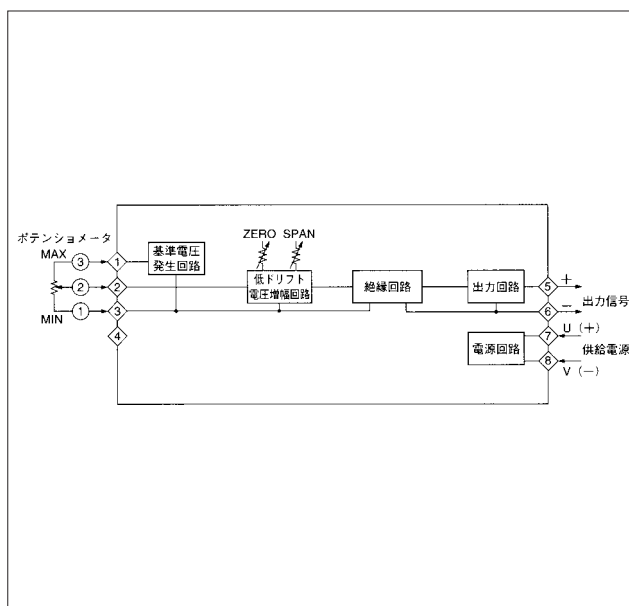 ポテンショメータ
MAX
3
2
1
MIN
1
2
3
4
基準電圧
発生回路
ZERO SPAN
低ドリフト
電圧増幅回路
絶縁回路
出力回路
電源回路
5
6
7
8
+
出力信号
−
U (+)
供給電源
V (−)